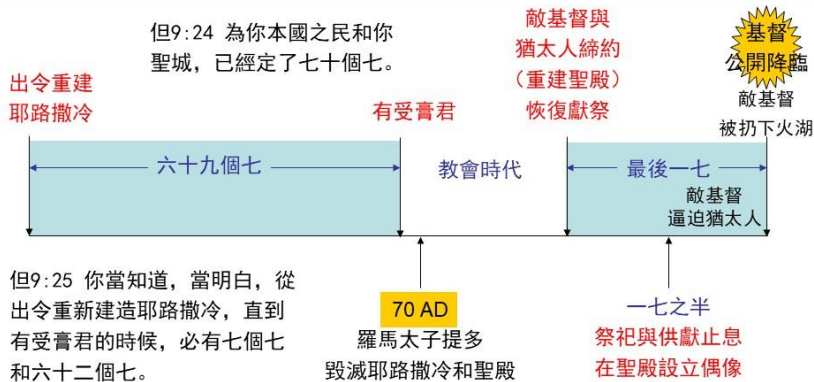 但9:24 為你本國之民和你
聖城，已經定了七十個七。
出令重建
耶路撒冷
有受膏君
敵基督與
猶太人締約
（重建聖殿）
恢復獻祭
基督
公開降臨
敵基督
被扔下火湖
六十九個七
教會時代
最後一七
敵基督
逼迫猶太人
但9:25 你當知道，當明白，從
出令重新建造耶路撒冷，直到
有受膏君的時候，必有七個七
和六十二個七。
70 AD
羅馬太子提多
毀滅耶路撒冷和聖殿
一七之半
祭祀與供獻止息
在聖殿設立偶像